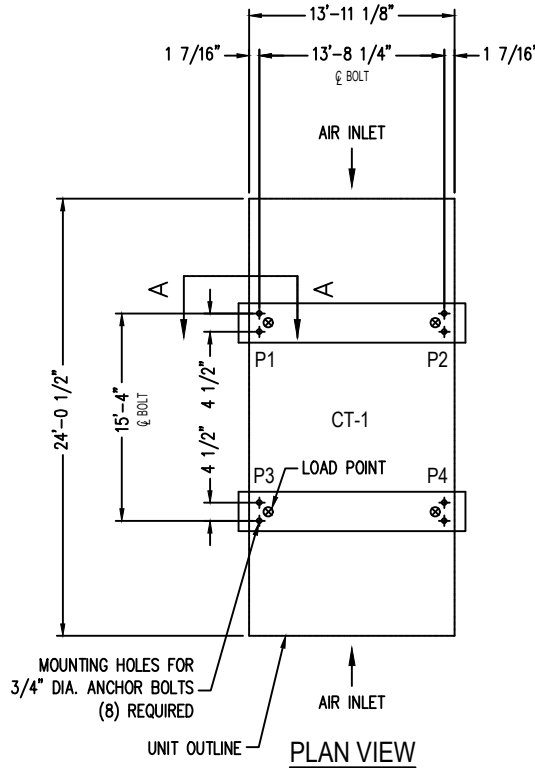 13'-11 1/8"
1 7/16"
13'-8 1/4"
1 7/16"
℄ BOLT
AIR INLET
A
A
P1
P2
24'-0 1/2"
15'-4"
℄ BOLT
4 1/2"
4 1/2"
CT-1
P3
LOAD POINT
P4
MOUNTING HOLES FOR
3/4" DIA. ANCHOR BOLTS
(8) REQUIRED
AIR INLET
UNIT OUTLINE
PLAN VIEW